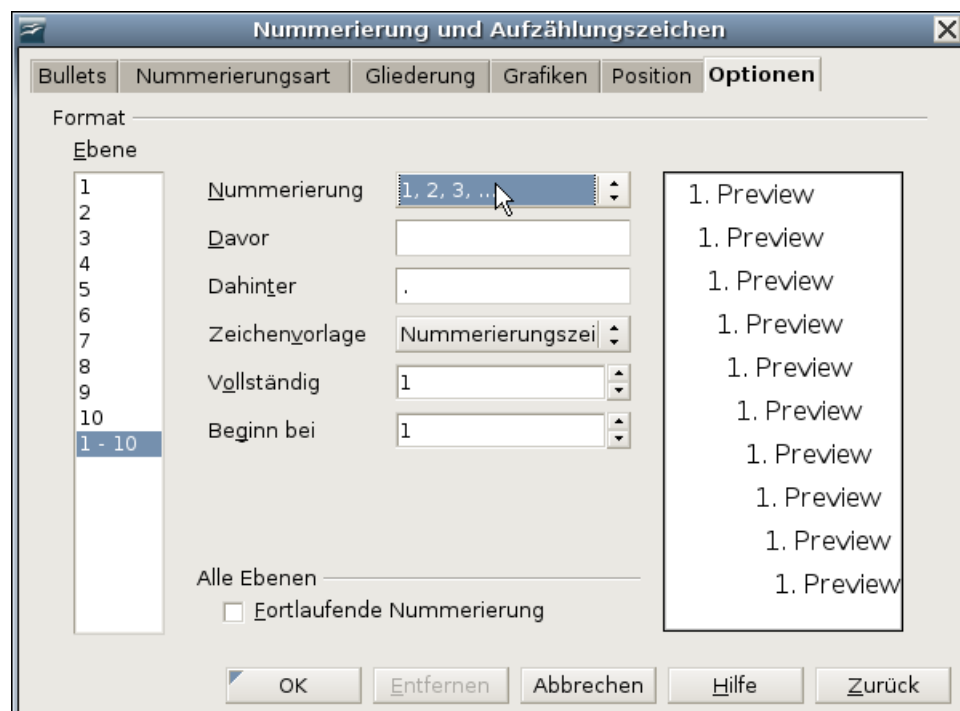 Nummerierung und Aufzählungszeichen
Bullets Nummerierungsart Gliederung Grafiken Position Optionen
Format
Ebene
1
2
3
4
5
6
7
8
9
10
1 - 10
Nummerierung 1, 2, 3, ...
Davor
Dahinter .
Zeichenvorlage Nummerierungszei
Vollständig 1
Beginn bei 1
1. Preview
1. Preview
1. Preview
1. Preview
1. Preview
1. Preview
1. Preview
1. Preview
1. Preview
1. Preview
Alle Ebenen
Fortlaufende Nummerierung
OK Entfernen Abbrechen Hilfe Zurück